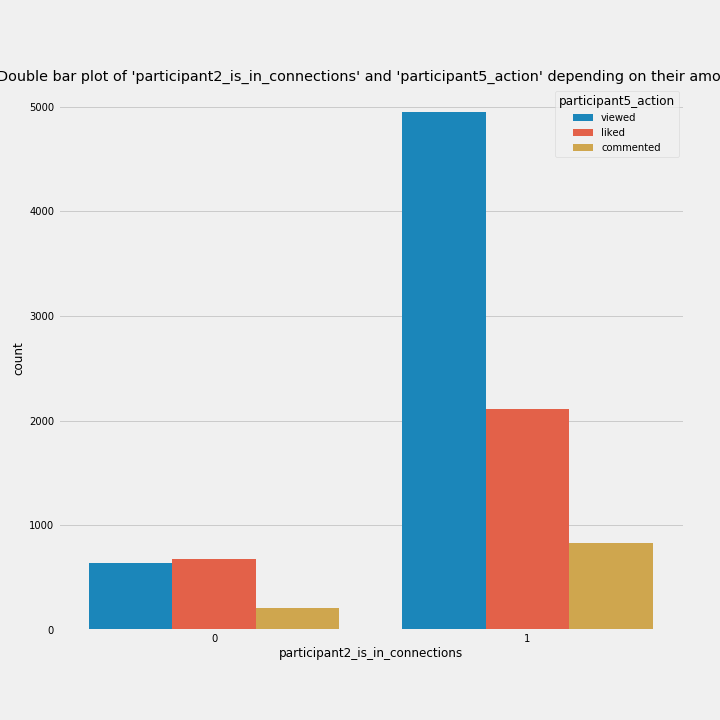 Double bar plot of 'participant2_is_in_connections' and 'participant5_action' depending on their amo
participant5_action
viewed
liked
commented
5000
4000
3000
2000
1000
0
count
0 1
participant2_is_in_connections